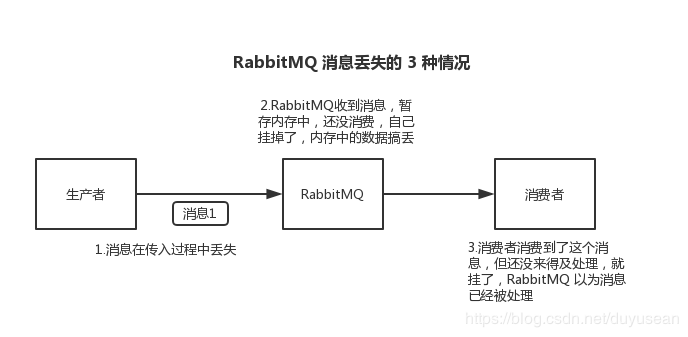 RabbitMQ 消息丢失的 3 种情况
2.RabbitMQ收到消息，暂
存内存中，还没消费，自己
挂掉了，内存中的数据搞丢
生产者
消息1
RabbitMQ
消费者
1.消息在传入过程中丢失
3.消费者消费到了这个消
息，但还没来得及处理，就
挂了，RabbitMQ 以为消息
已经被处理
https://blog.csdn.net/duyusean